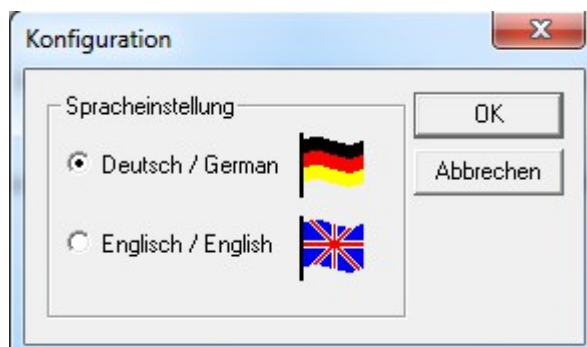 Konfiguration
Spracheinstellung
Deutsch / German
Englisch / English
OK
Abbrechen